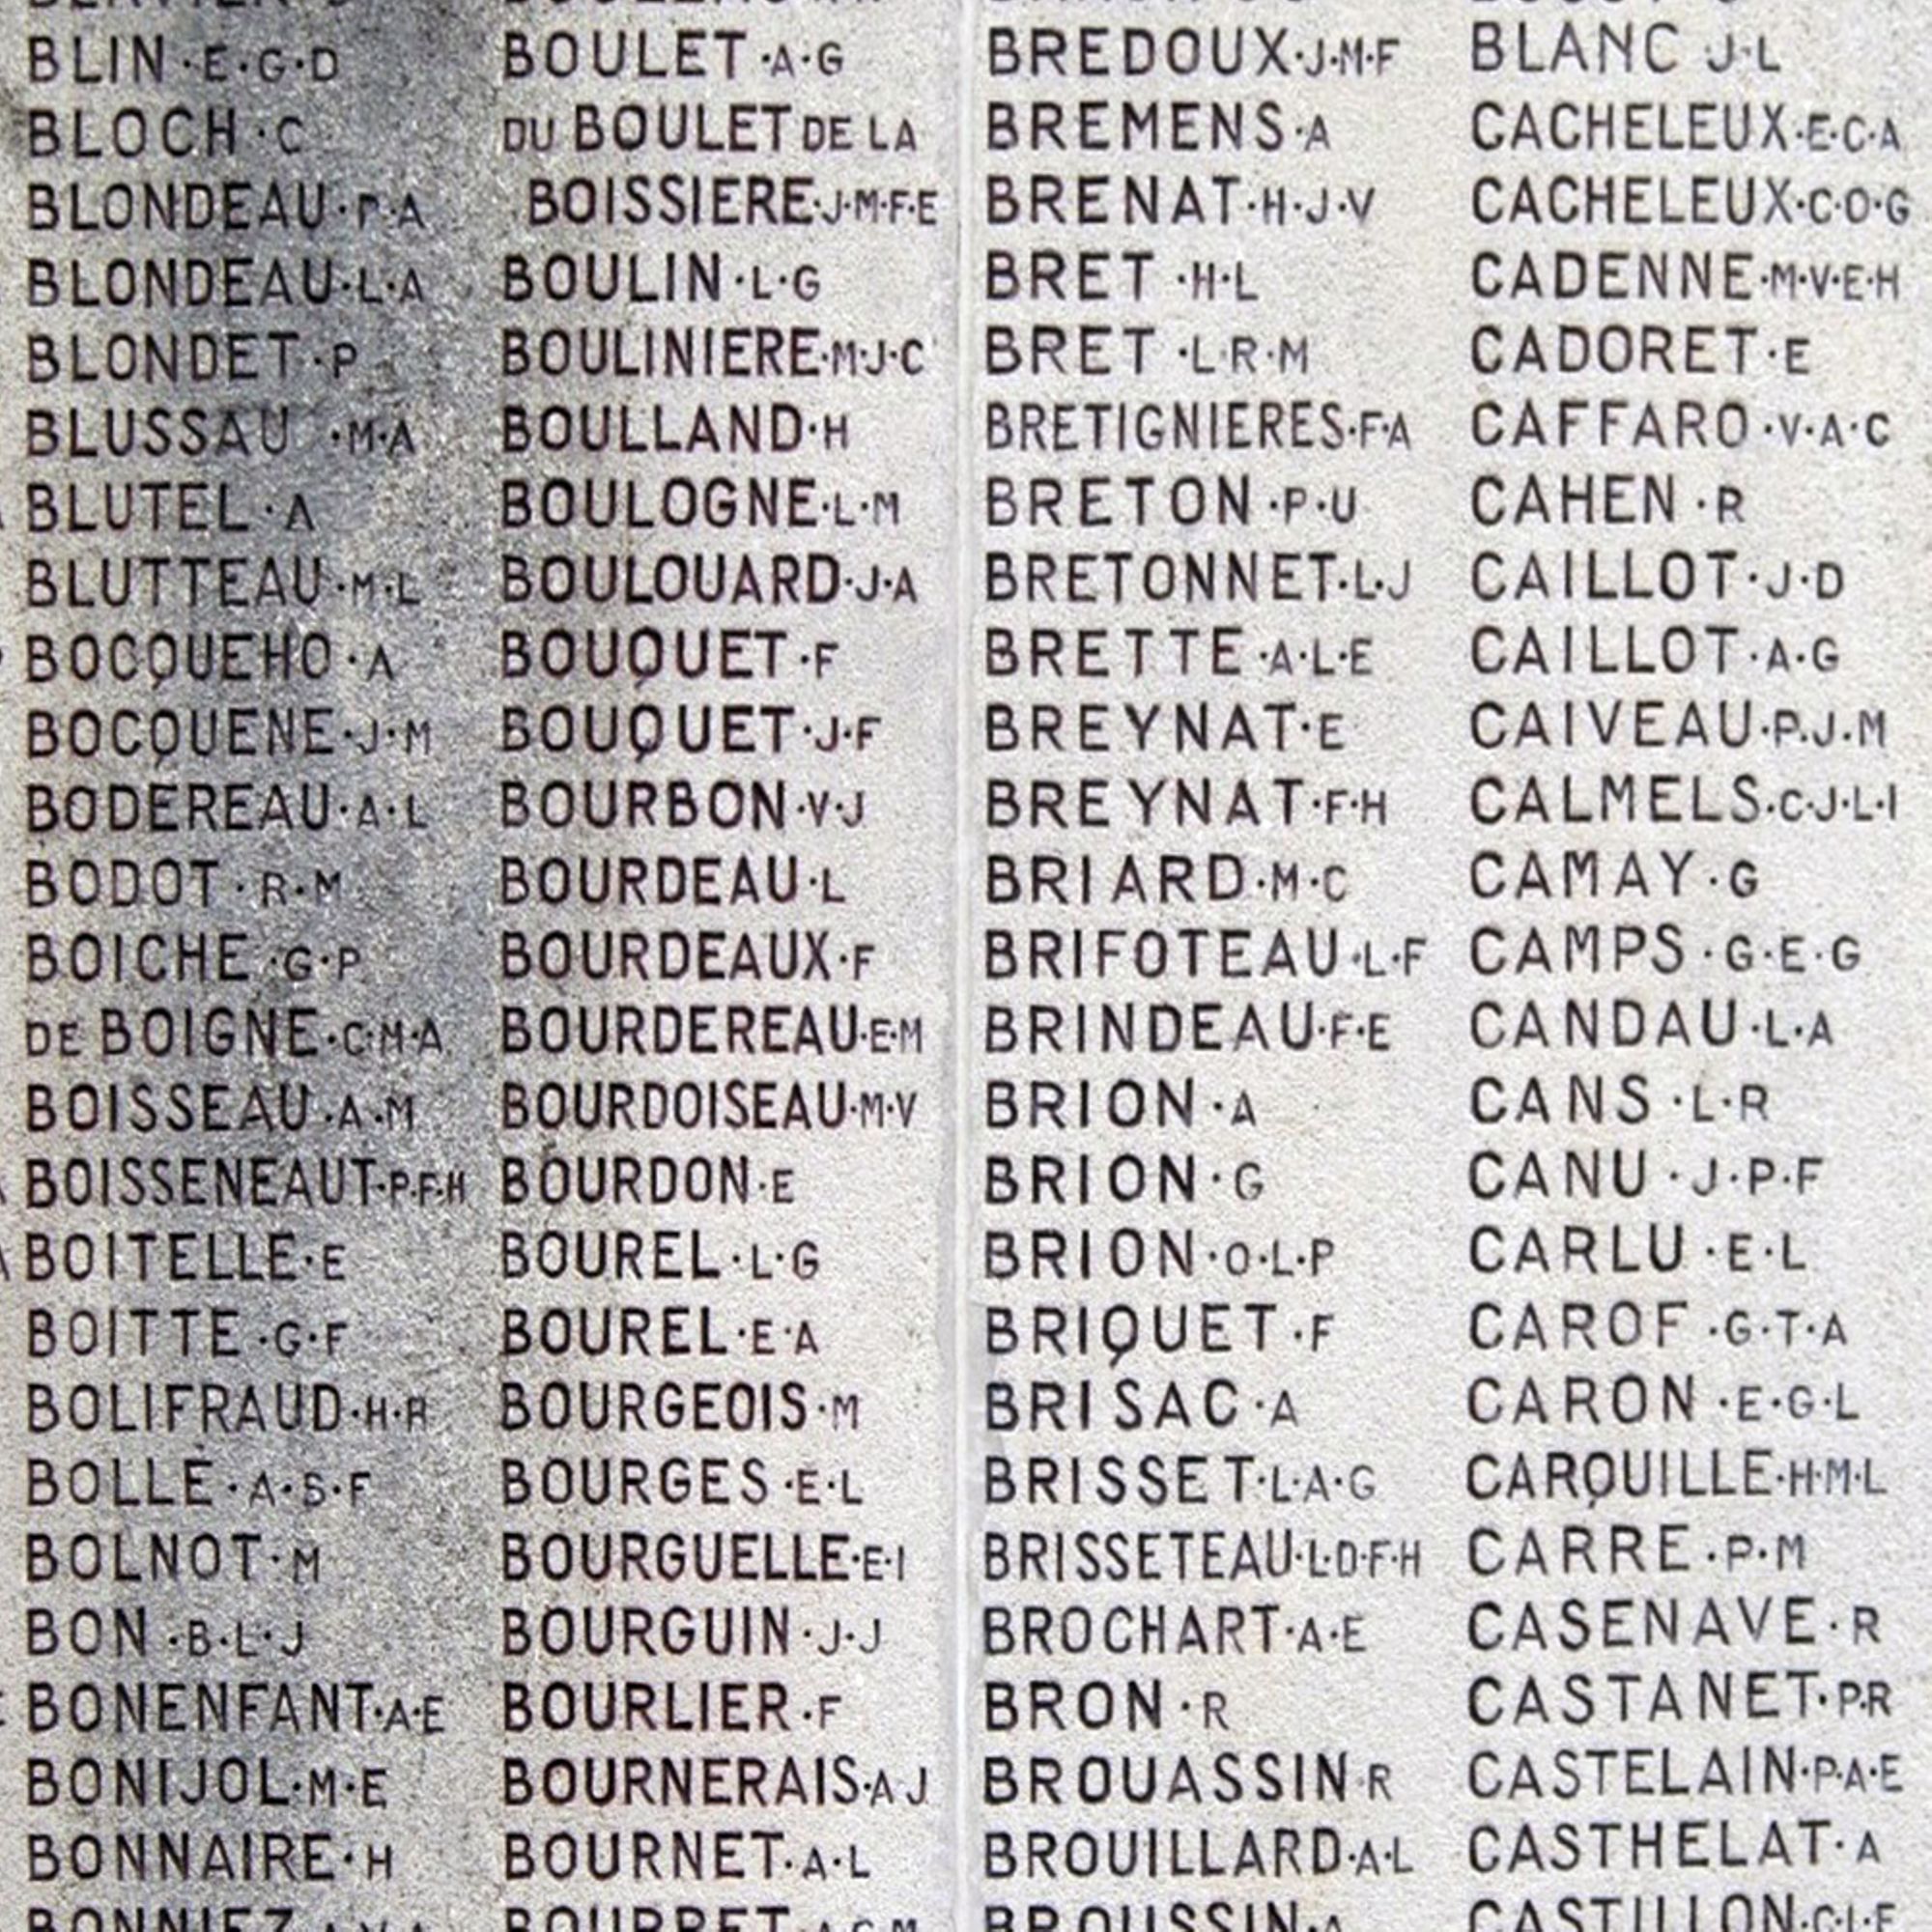 BLIN·E·G·D
BLOCH·C
BLONDEAU·P·A
BLONDEAU·L·A
BLONDET·P
BLUSSAU·M·A
BLUTEL·A
BLUTTEAU·M·L
BOCQUEHO·A
BOCQUENE·J·M
BODEREAU·A·L
BODOT·R·M
BOICHE·G·P
DE BOIGNE·C·M·A
BOISSEAU·A·M
BOISSENEAUT·P·F·H
BOITELLE·E
BOITTE·G·F
BOLIFRAUD·H·R
BOLLE·A·S·F
BOLNOT·M
BON·B·L·J
BONENFANT·A·E
BONIJOL·M·E
BONNAIRE·H
BONNIEZ
BOULET·A·G
DU BOULET DE LA
BOISSIERE·J·M·F·E
BOULIN·L·G
BOULINIERE·M·J·C
BOULLAND·H
BOULOGNE·L·M
BOULOUARD·J·A
BOUQUET·F
BOUQUET·J·F
BOURBON·V·J
BOURDEAU·L
BOURDEAUX·F
BOURDEREAU·E·M
BOURDOISEAU·M·V
BOURDON·E
BOUREL·L·G
BOUREL·E·A
BOURGEOIS·M
BOURGES·E·L
BOURGUELLE·E·I
BOURGUIN·J·J
BOURLIER·F
BOURNERAIS·A J
BOURNET·A·L
BOURRET
BREDOUX·J·M·F
BREMENS·A
BRENAT·H·J·V
BRET·H·L
BRET·L·R·M
BRETIGNIERES·F·A
BRETON·P·U
BRETONNET·L·J
BRETTE·A·L·E
BREYNAT·E
BREYNAT·F·H
BRIARD·M·C
BRIFOTEAU·L·F
BRINDEAU·F·E
BRION·A
BRION·G
BRION·O·L·P
BRIQUET·F
BRISAC·A
BRISSET·L·A·G
BRISSETEAU·L·D·F·H
BROCHART·A·E
BRON·R
BROUASSIN·R
BROUILLARD·A·L
BROUSSIN·A
BLANC J·L
CACHELEUX·E·C·A
CACHELEUX·C·O·G
CADENNE·M·V·E·H
CADORET·E
CAFFARO·V·A·C
CAHEN·R
CAILLOT·J·D
CAILLOT·A·G
CAIVEAU·P·J·M
CALMELS·C·J·L·I
CAMAY·G
CAMPS·G·E·G
CANDAU·L·A
CANS·L·R
CANU·J·P·F
CARLU·E·L
CAROF·G·T·A
CARON·E·G·L
CARQUILLE·H·M·L
CARRE·P·M
CASENAVE·R
CASTANET·P·R
CASTELAIN·P·A·E
CASTHELAT·A
CASTILLON